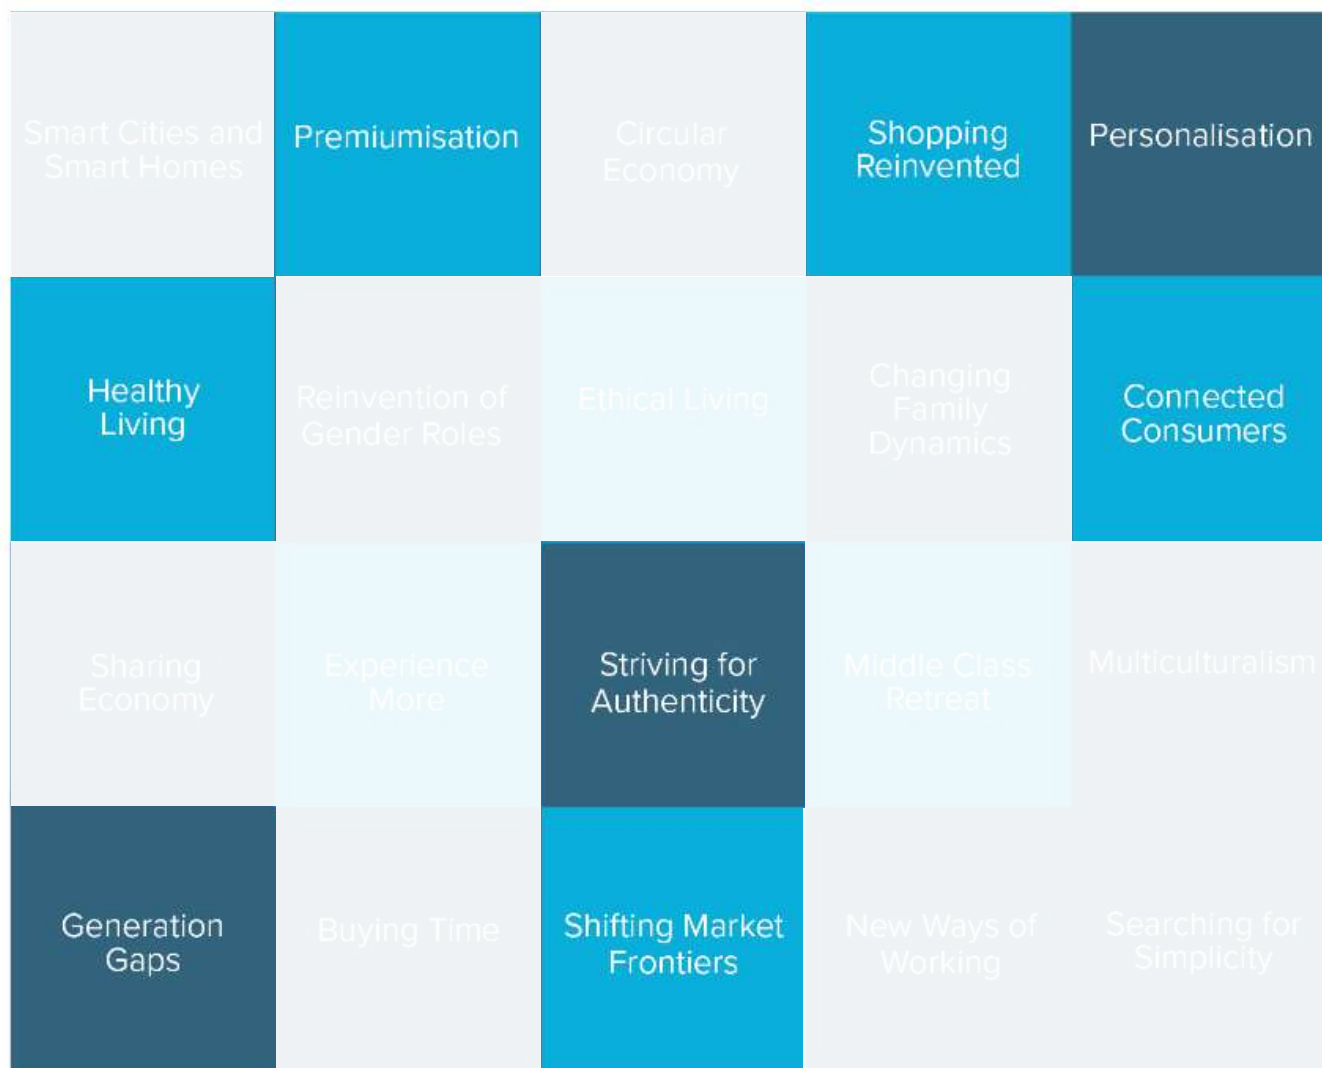 Smart Cities and
Smart Homes
Premiumisation
Circular
Economy
Shopping
Reinvented
Personalisation
Healthy
Living
Reinvention of
Gender Roles
Ethical Living
Changing
Family
Dynamics
Connected
Consumers
Sharing
Economy
Experience
More
Striving for
Authenticity
Middle Class
Retreat
Multiculturalism
Generation
Gaps
Buying Time
Shifting Market
Frontiers
New Ways of
Working
Searching for
Simplicity